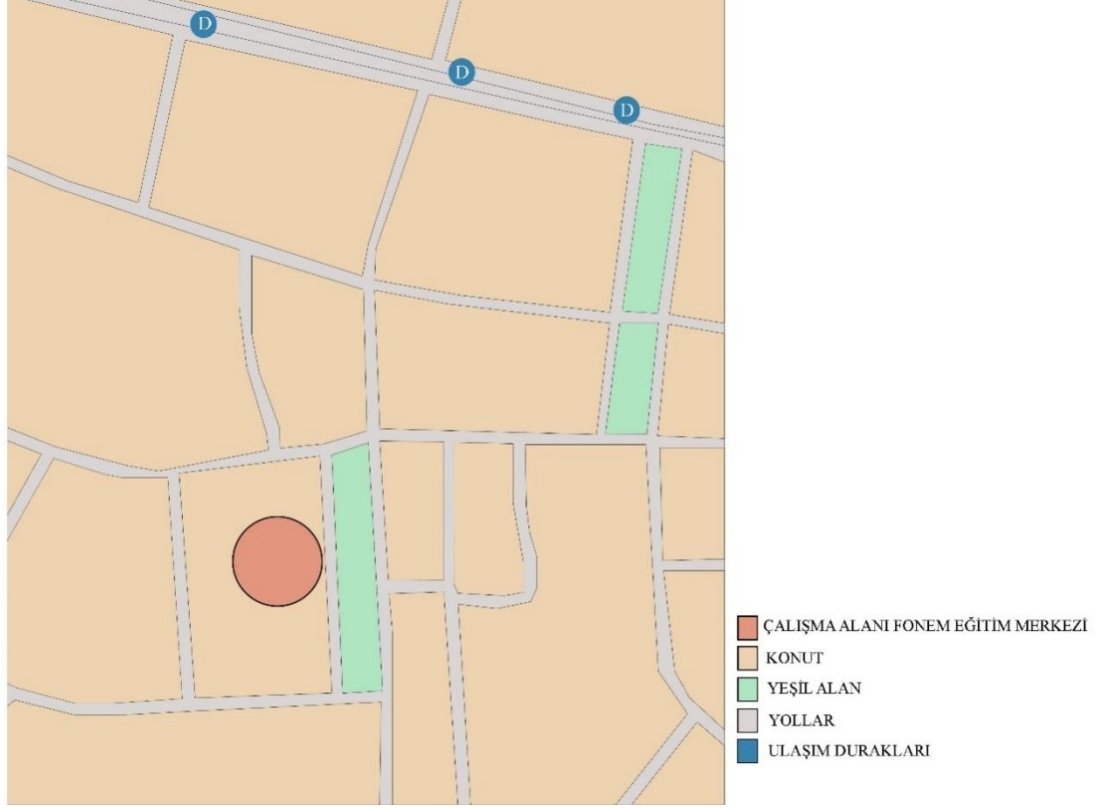 D
D
D
ÇALIŞMA ALANI FONEM EĞİTİM MERKEZİ
KONUT
YEŞİL ALAN
YOLLAR
ULAŞIM DURAKLARI